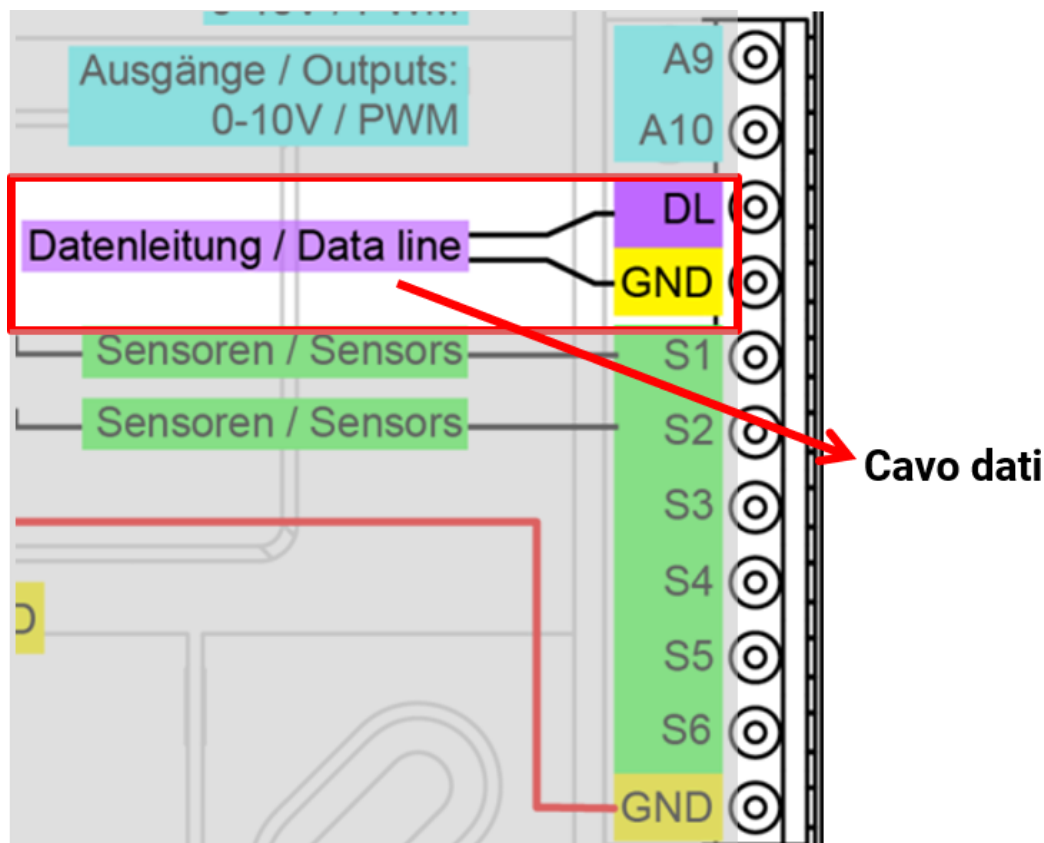 Ausgänge / Outputs:
0-10V / PWM
A9
A10
Datenleitung / Data line
DL
GND
Sensoren / Sensors
S1
Sensoren / Sensors
S2
Cavo dati
S3
S4
S5
S6
GND